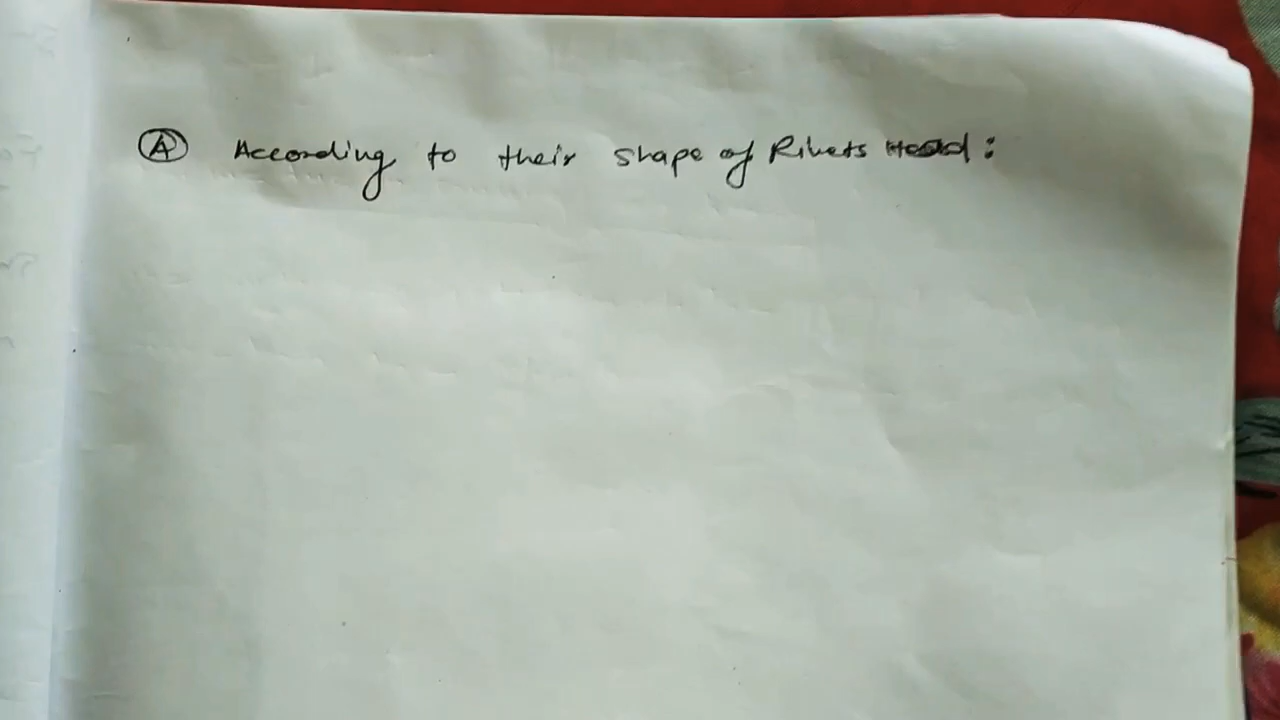 Ⓐ According to their shape of Rivets Head :